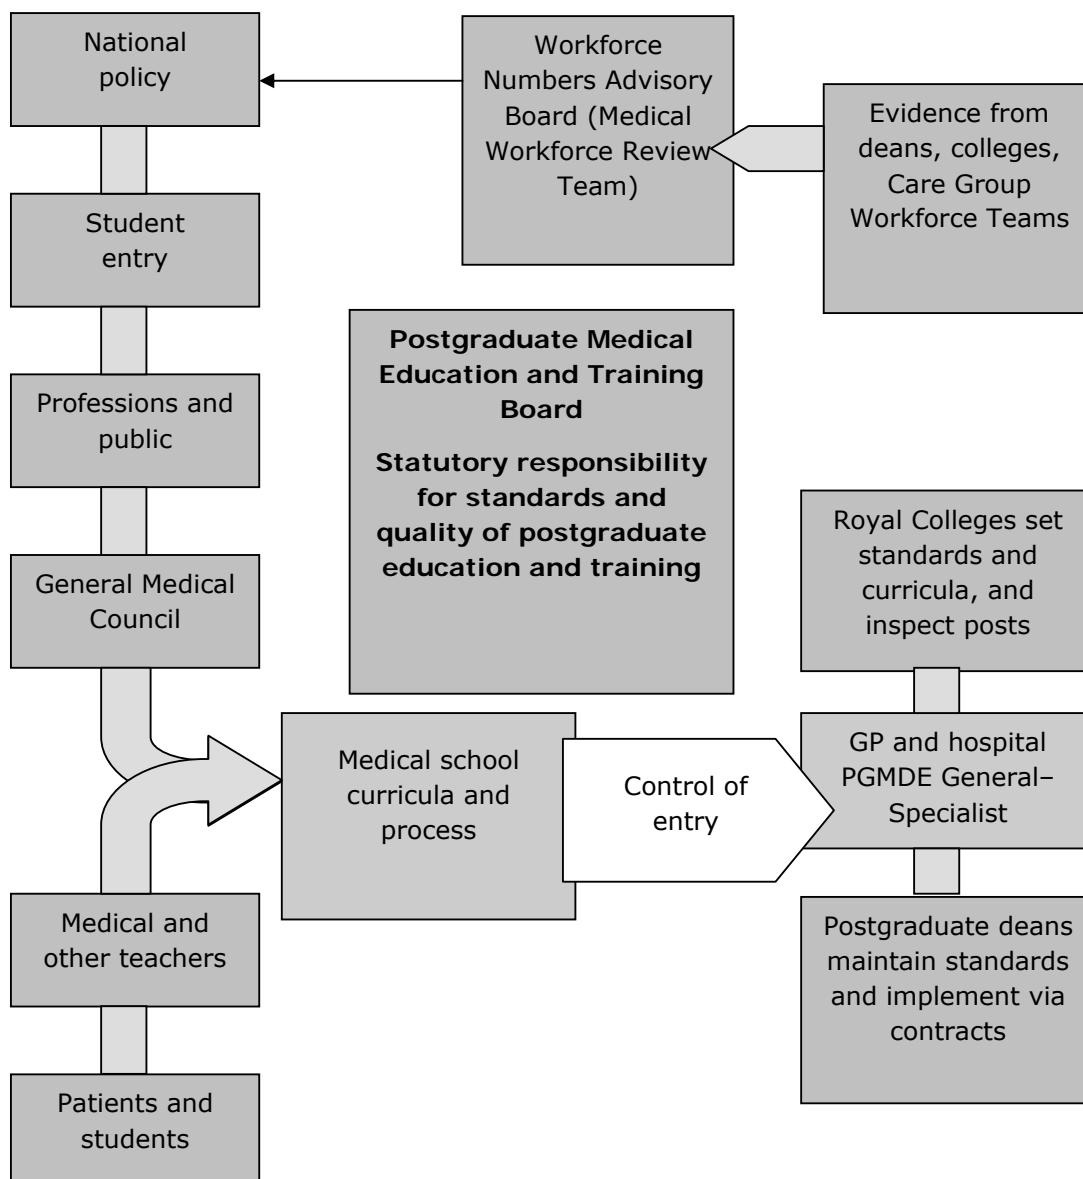 National
policy
Workforce
Numbers Advisory
Board (Medical
Workforce Review
Team)
Evidence from
deans, colleges,
Care Group
Workforce Teams
Student
entry
Professions and
public
General Medical
Council
Postgraduate Medical
Education and Training
Board
Statutory responsibility
for standards and
quality of postgraduate
education and training
Royal Colleges set
standards and
curricula, and
inspect posts
Medical school
curricula and
process
Control of
entry
GP and hospital
PGMDE General–
Specialist
Medical and
other teachers
Postgraduate deans
maintain standards
and implement via
contracts
Patients and
students